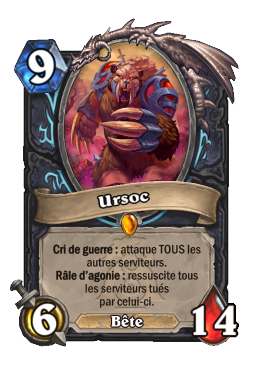 9
Ursoc
Cri de guerre : attaque TOUS les
autres serviteurs.
Râle d'agonie : ressuscite tous
les serviteurs tués
par celui-ci.
6
Bête
14